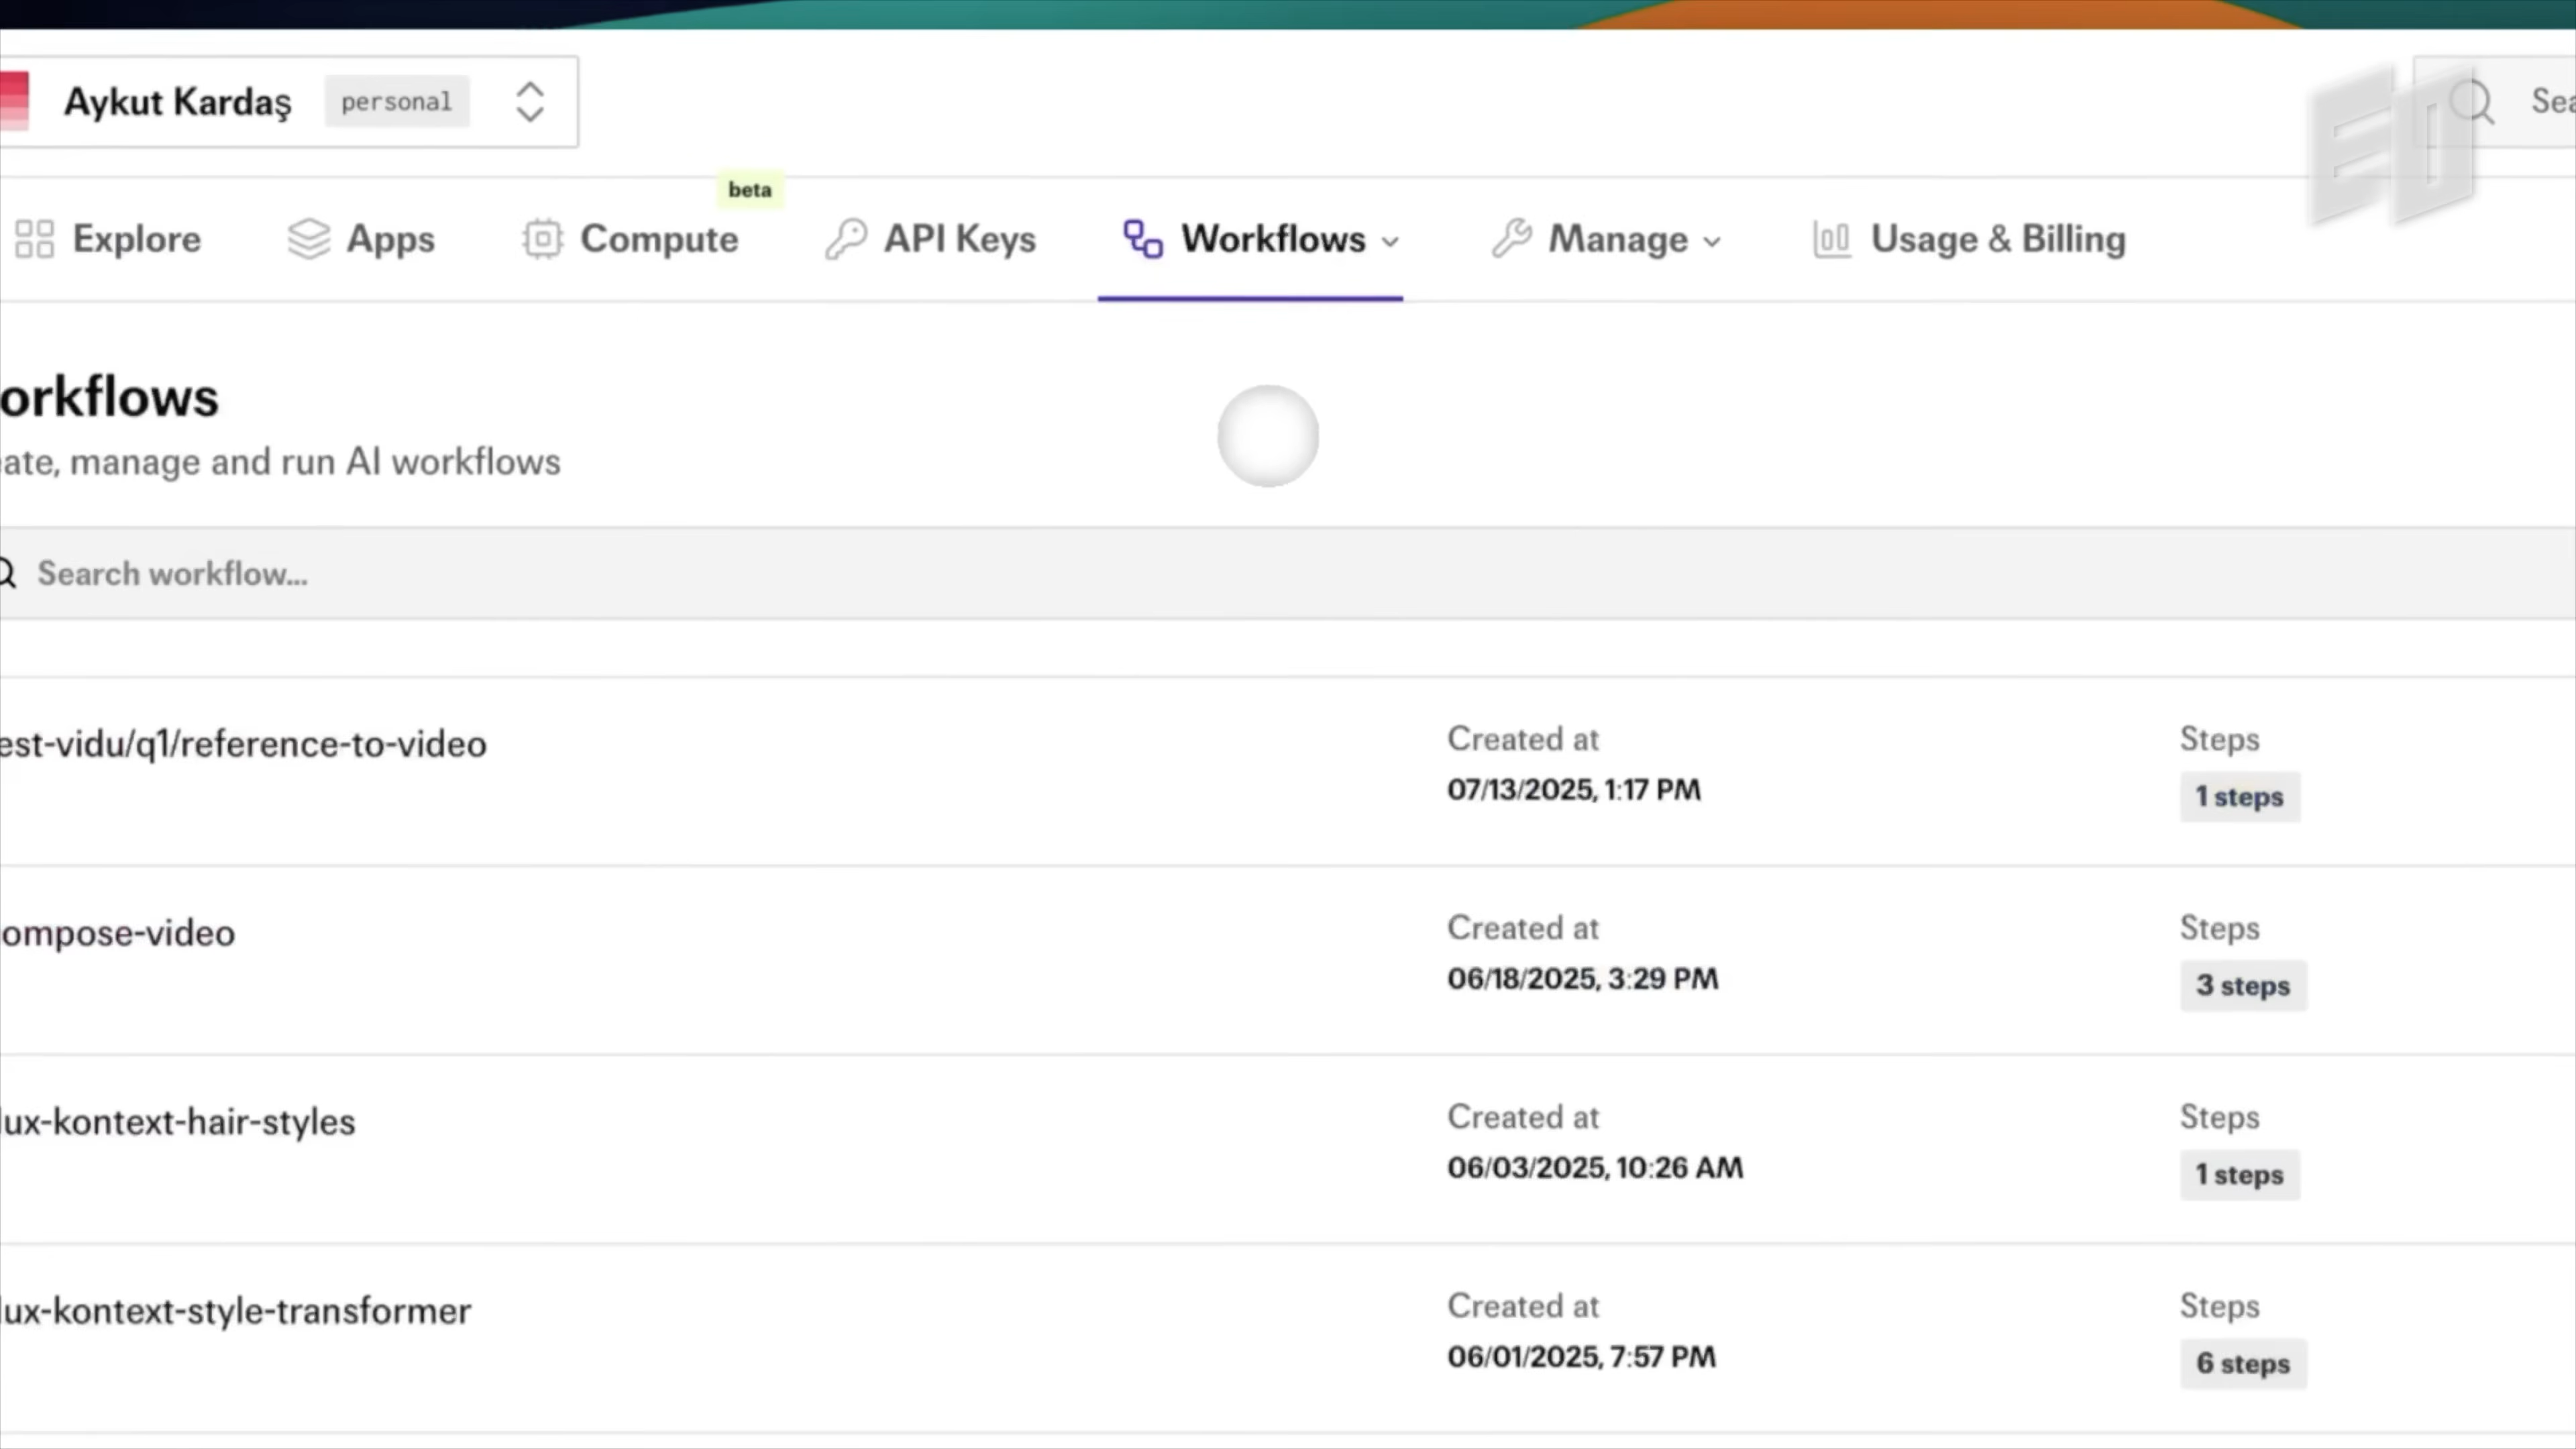 Aykut Kardaş personal
Sea
beta
Explore Apps Compute API Keys Workflows Manage Usage & Billing
orkflows
ate, manage and run AI workflows
Search workflow...
est-vidu/q1/reference-to-video
Created at
07/13/2025, 1:17 PM
Steps
1 steps
ompose-video
Created at
06/18/2025, 3:29 PM
Steps
3 steps
lux-kontext-hair-styles
Created at
06/03/2025, 10:26 AM
Steps
1 steps
lux-kontext-style-transformer
Created at
06/01/2025, 7:57 PM
Steps
6 steps